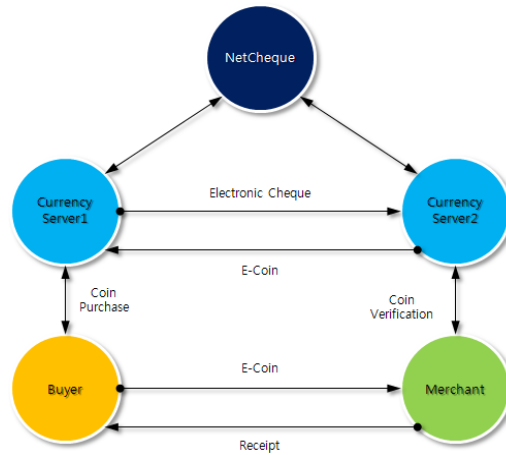 NetCheque
Electronic Cheque
Currency
Server1
Currency
Server2
E-Coin
Coin
Purchase
Coin
Verification
E-Coin
Buyer
Merchant
Receipt